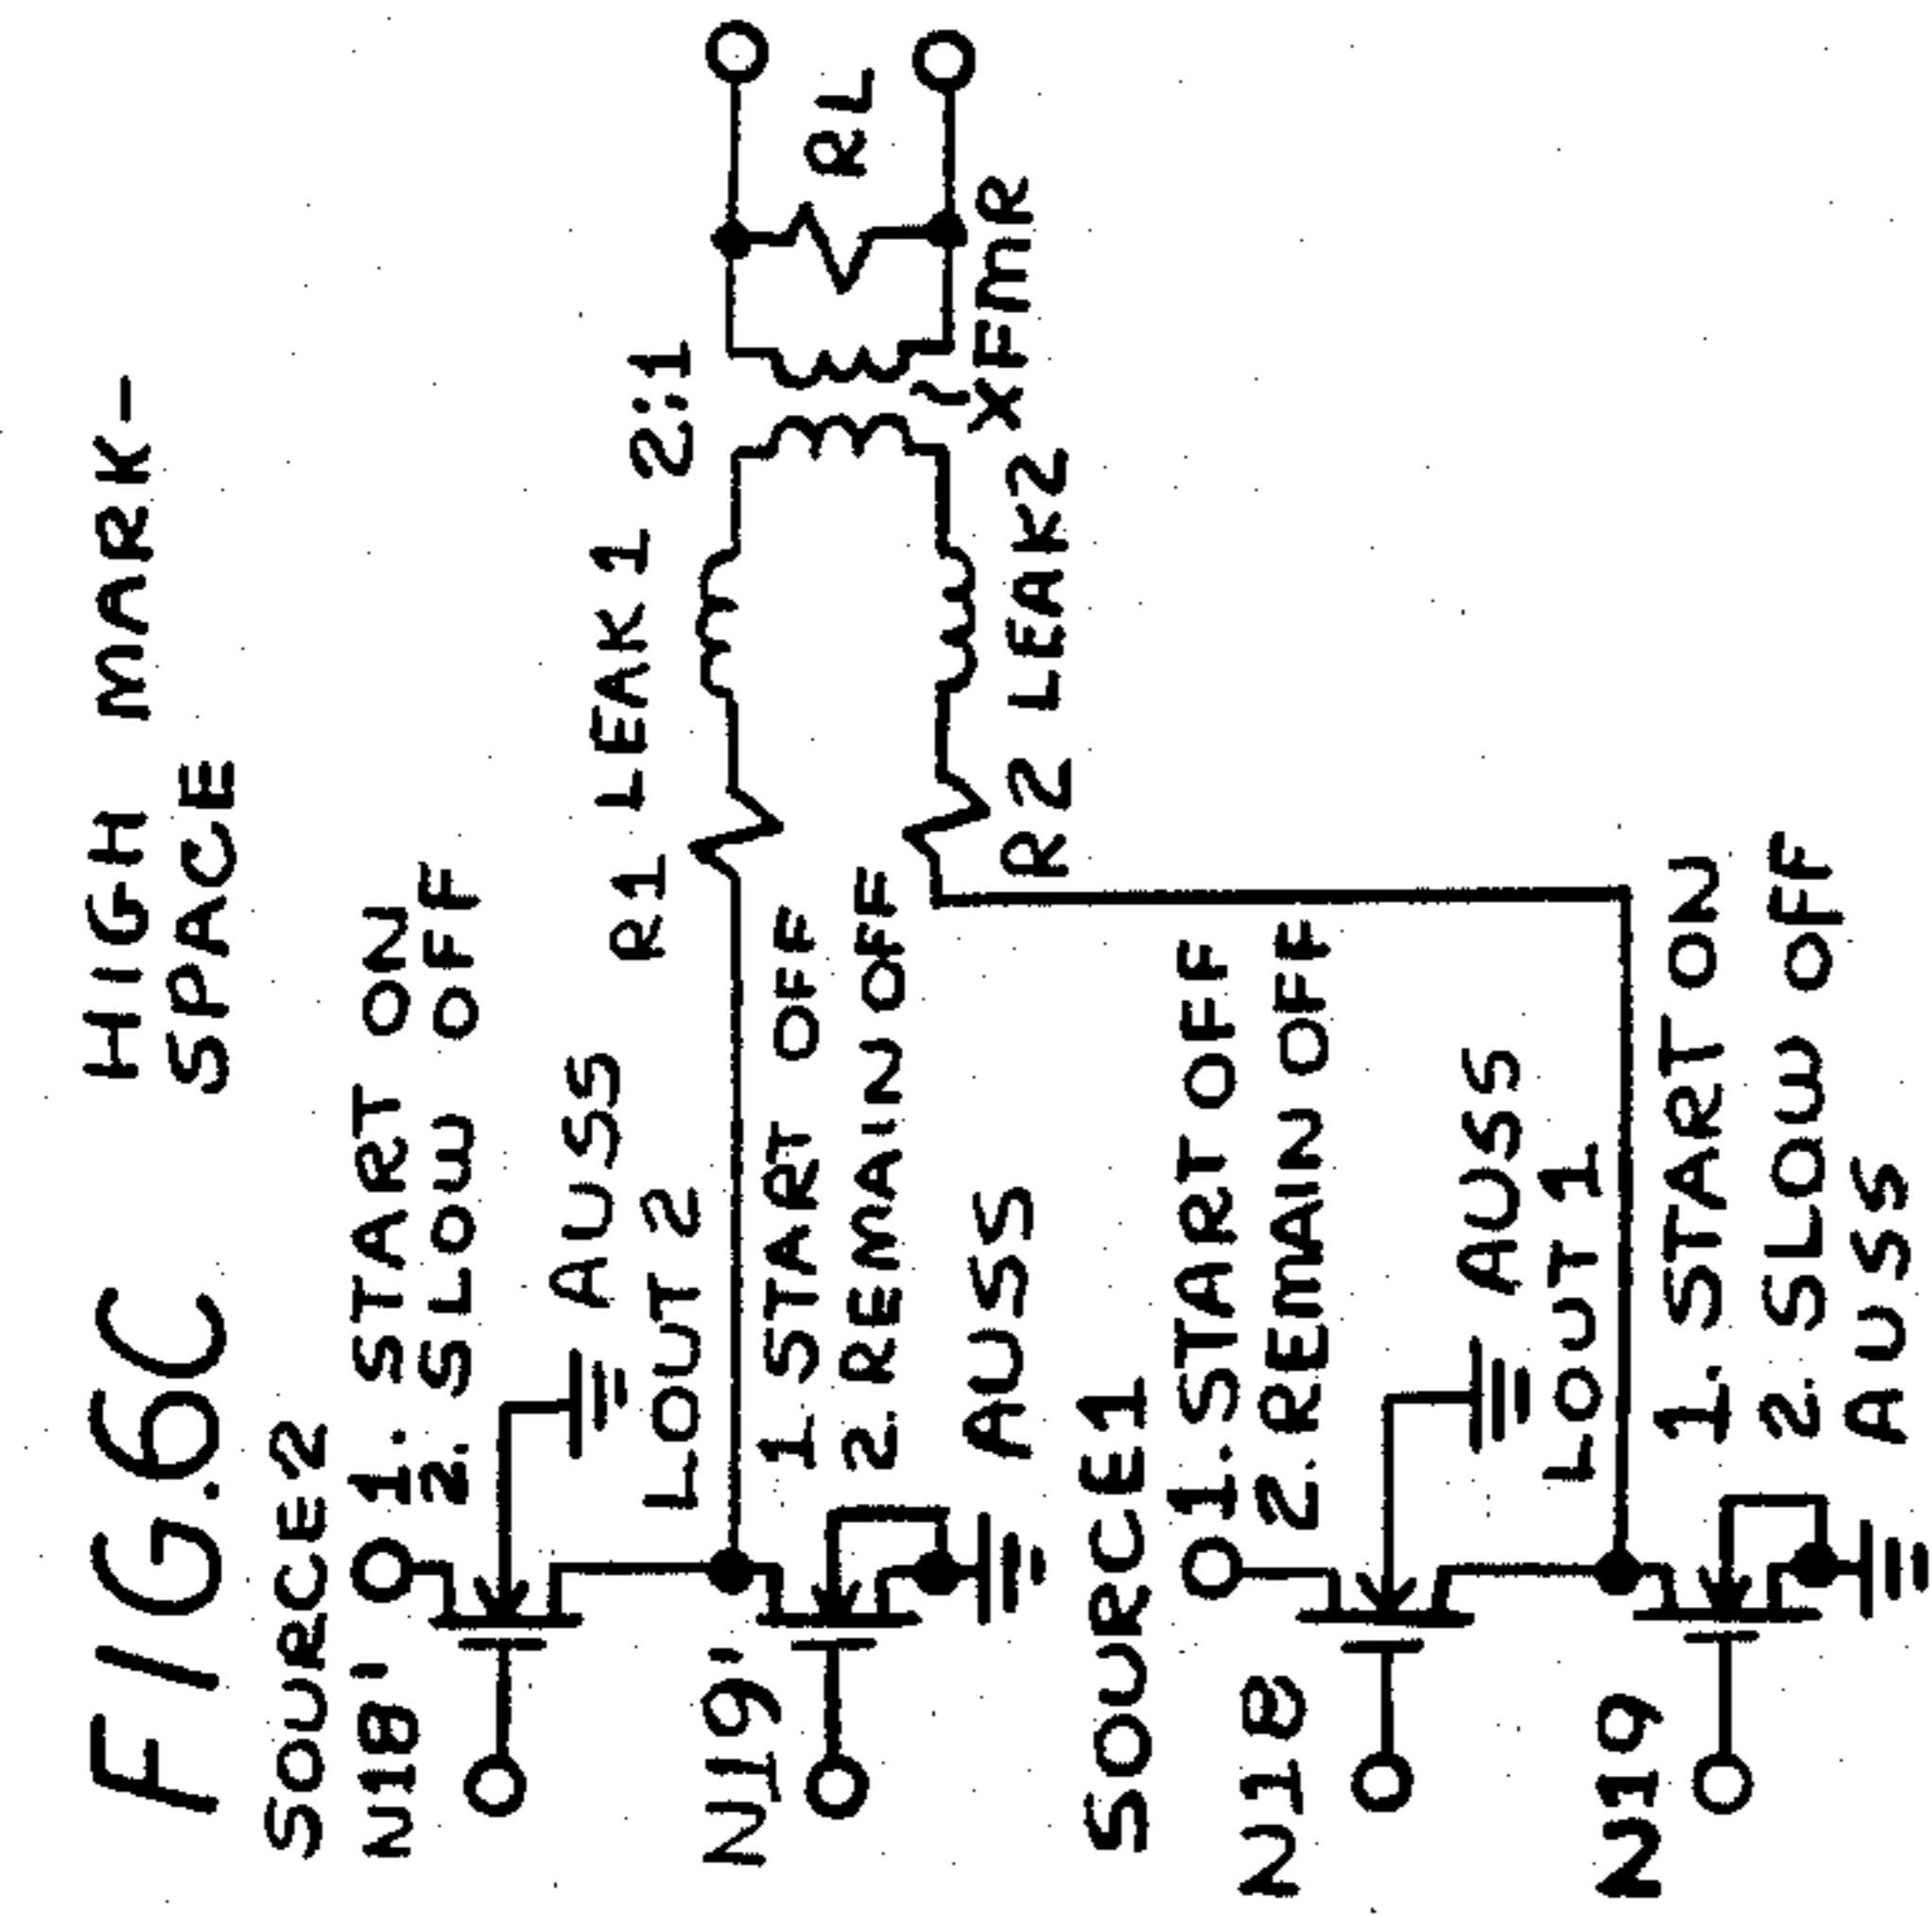 FIG.6C
HIGH MARK-
SPACE
SOURCE2
N18'
1. START ON
2. SLOW OFF
AUSS
LOUT 2
R1 LEAK 1 2:1
N19'
1. START OFF
2. REMAIN OFF
AUSS
RL
XFMR
R2 LEAK2
SOURCE1
N18
1. START OFF
2. REMAIN OFF
AUSS
LOUT 1
N19
1. START ON
2. SLOW OFF
AUSS